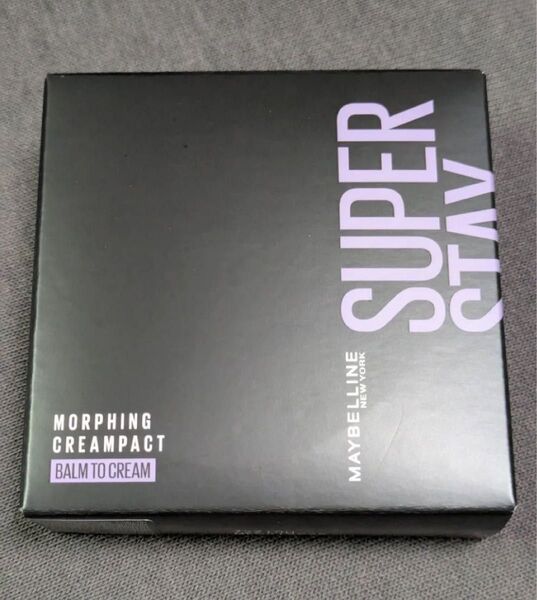 SUPER
STAY
MAYBELLINE
NEW YORK
MORPHING
CREAMPACT
BALM TO CREAM